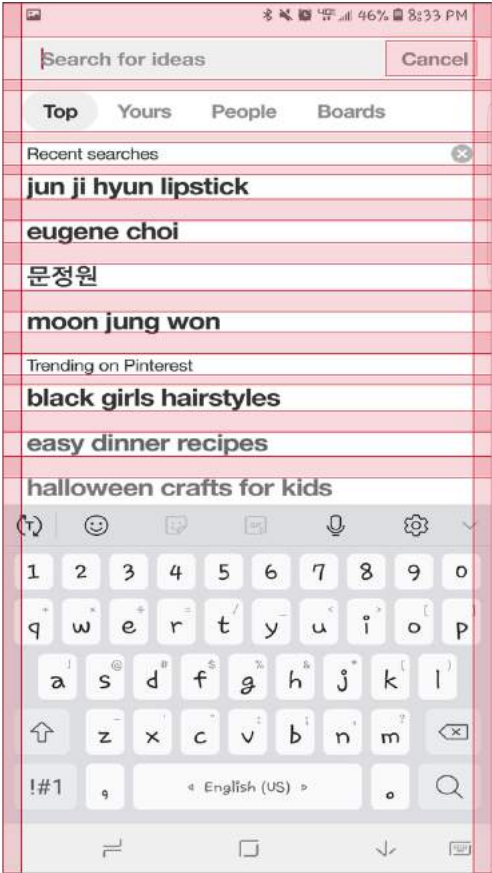 46% 8:33 PM
Search for ideas Cancel
Top Yours People Boards
Recent searches
jun ji hyun lipstick
eugene choi
문정원
moon jung won
Trending on Pinterest
black girls hairstyles
easy dinner recipes
halloween crafts for kids
1 2 3 4 5 6 7 8 9 0
q w e r t y u i o p
a s d f g h j k l
z x c v b n m
!#1 , English (US) .